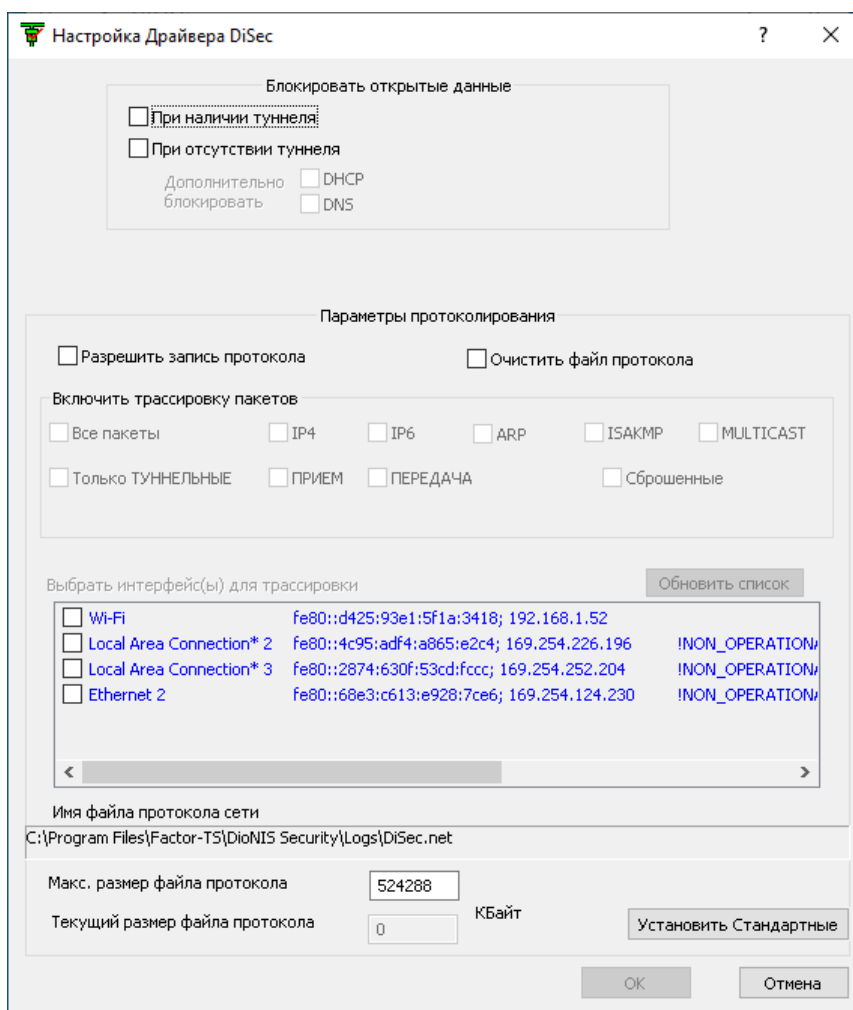 Настройка Драйвера DiSec
Блокировать открытые данные
При наличии туннеля
При отсутствии туннеля
Дополнительно блокировать
DHCP
DNS
Параметры протоколирования
Разрешить запись протокола
Очистить файл протокола
Включить трассировку пакетов
Все пакеты IP4 IP6 ARP ISAKMP MULTICAST
Только ТУННЕЛЬНЫЕ ПРИЕМ ПЕРЕДАЧА Сброшенные
Выбрать интерфейс(ы) для трассировки
Обновить список
Wi-Fi fe80::d425:93e1:5f1a:3418; 192.168.1.52
Local Area Connection* 2 fe80::4c95:adf4:a865:e2c4; 169.254.226.196 !NON_OPERATIONA
Local Area Connection* 3 fe80::2874:630f:53cd:fccc; 169.254.252.204 !NON_OPERATIONA
Ethernet 2 fe80::68e3:c613:e928:7ce6; 169.254.124.230 !NON_OPERATIONA
Имя файла протокола сети
C:\Program Files\Factor-TS\DioNIS Security\Logs\DiSec.net
Макс. размер файла протокола 524288
КБайт
Текущий размер файла протокола 0
Установить Стандартные
OK Отмена